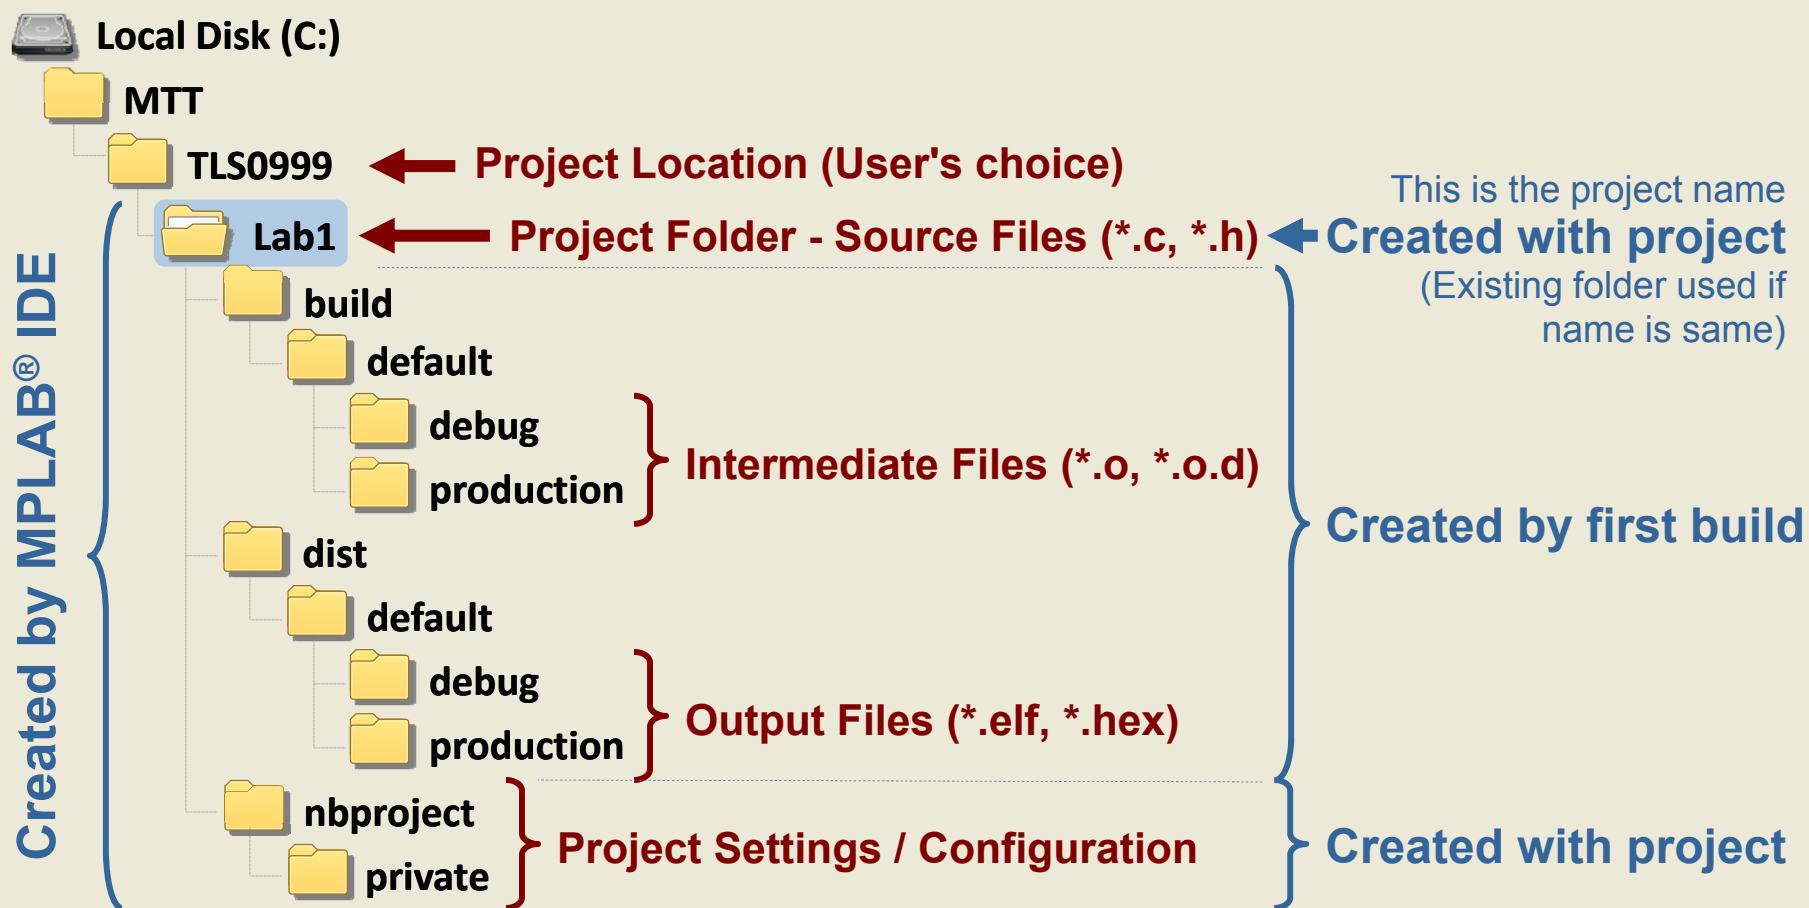 Local Disk (C:)
MTT
TLS0999
Project Location (User's choice)
Lab1
Project Folder - Source Files (*.c, *.h)
This is the project name
Created with project
(Existing folder used if
name is same)
build
default
debug
production
Intermediate Files (*.o, *.o.d)
Created by first build
dist
default
debug
production
Output Files (*.elf, *.hex)
nbproject
private
Project Settings / Configuration
Created with project
Created by MPLAB® IDE